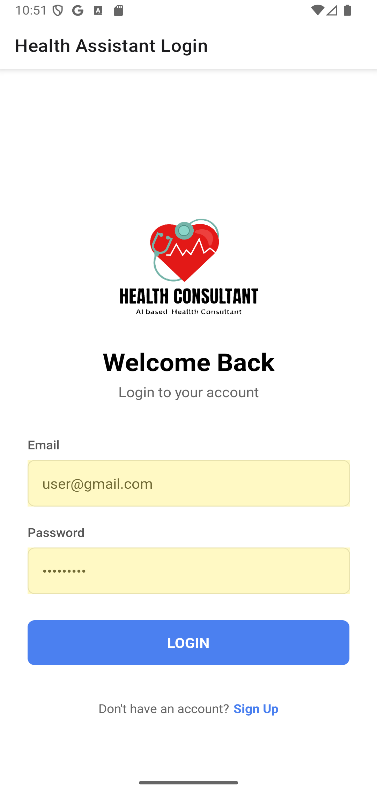 10:51
Health Assistant Login
HEALTH CONSULTANT
AI based Health Consultant
Welcome Back
Login to your account
Email
user@gmail.com
Password
•••••••••
LOGIN
Don't have an account? Sign Up